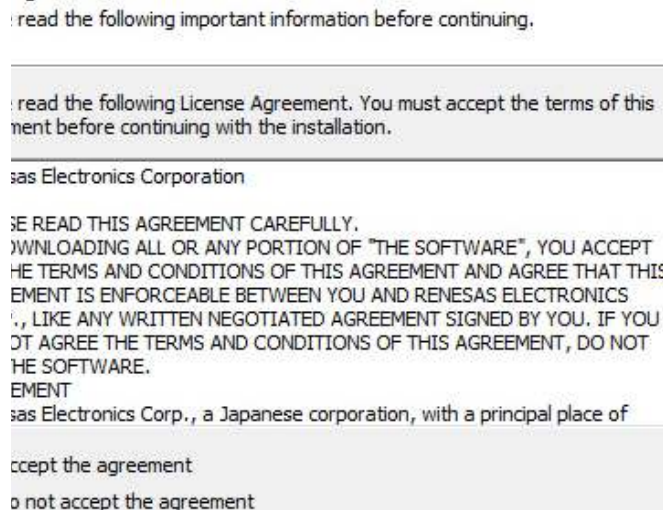 read the following important information before continuing.
read the following License Agreement. You must accept the terms of this
ment before continuing with the installation.
sas Electronics Corporation
SE READ THIS AGREEMENT CAREFULLY.
OWNLOADING ALL OR ANY PORTION OF "THE SOFTWARE", YOU ACCEPT
HE TERMS AND CONDITIONS OF THIS AGREEMENT AND AGREE THAT THIS
EMENT IS ENFORCEABLE BETWEEN YOU AND RENESAS ELECTRONICS
., LIKE ANY WRITTEN NEGOTIATED AGREEMENT SIGNED BY YOU. IF YOU
OT AGREE THE TERMS AND CONDITIONS OF THIS AGREEMENT, DO NOT
HE SOFTWARE.
EMENT
sas Electronics Corp., a Japanese corporation, with a principal place of
ccept the agreement
o not accept the agreement